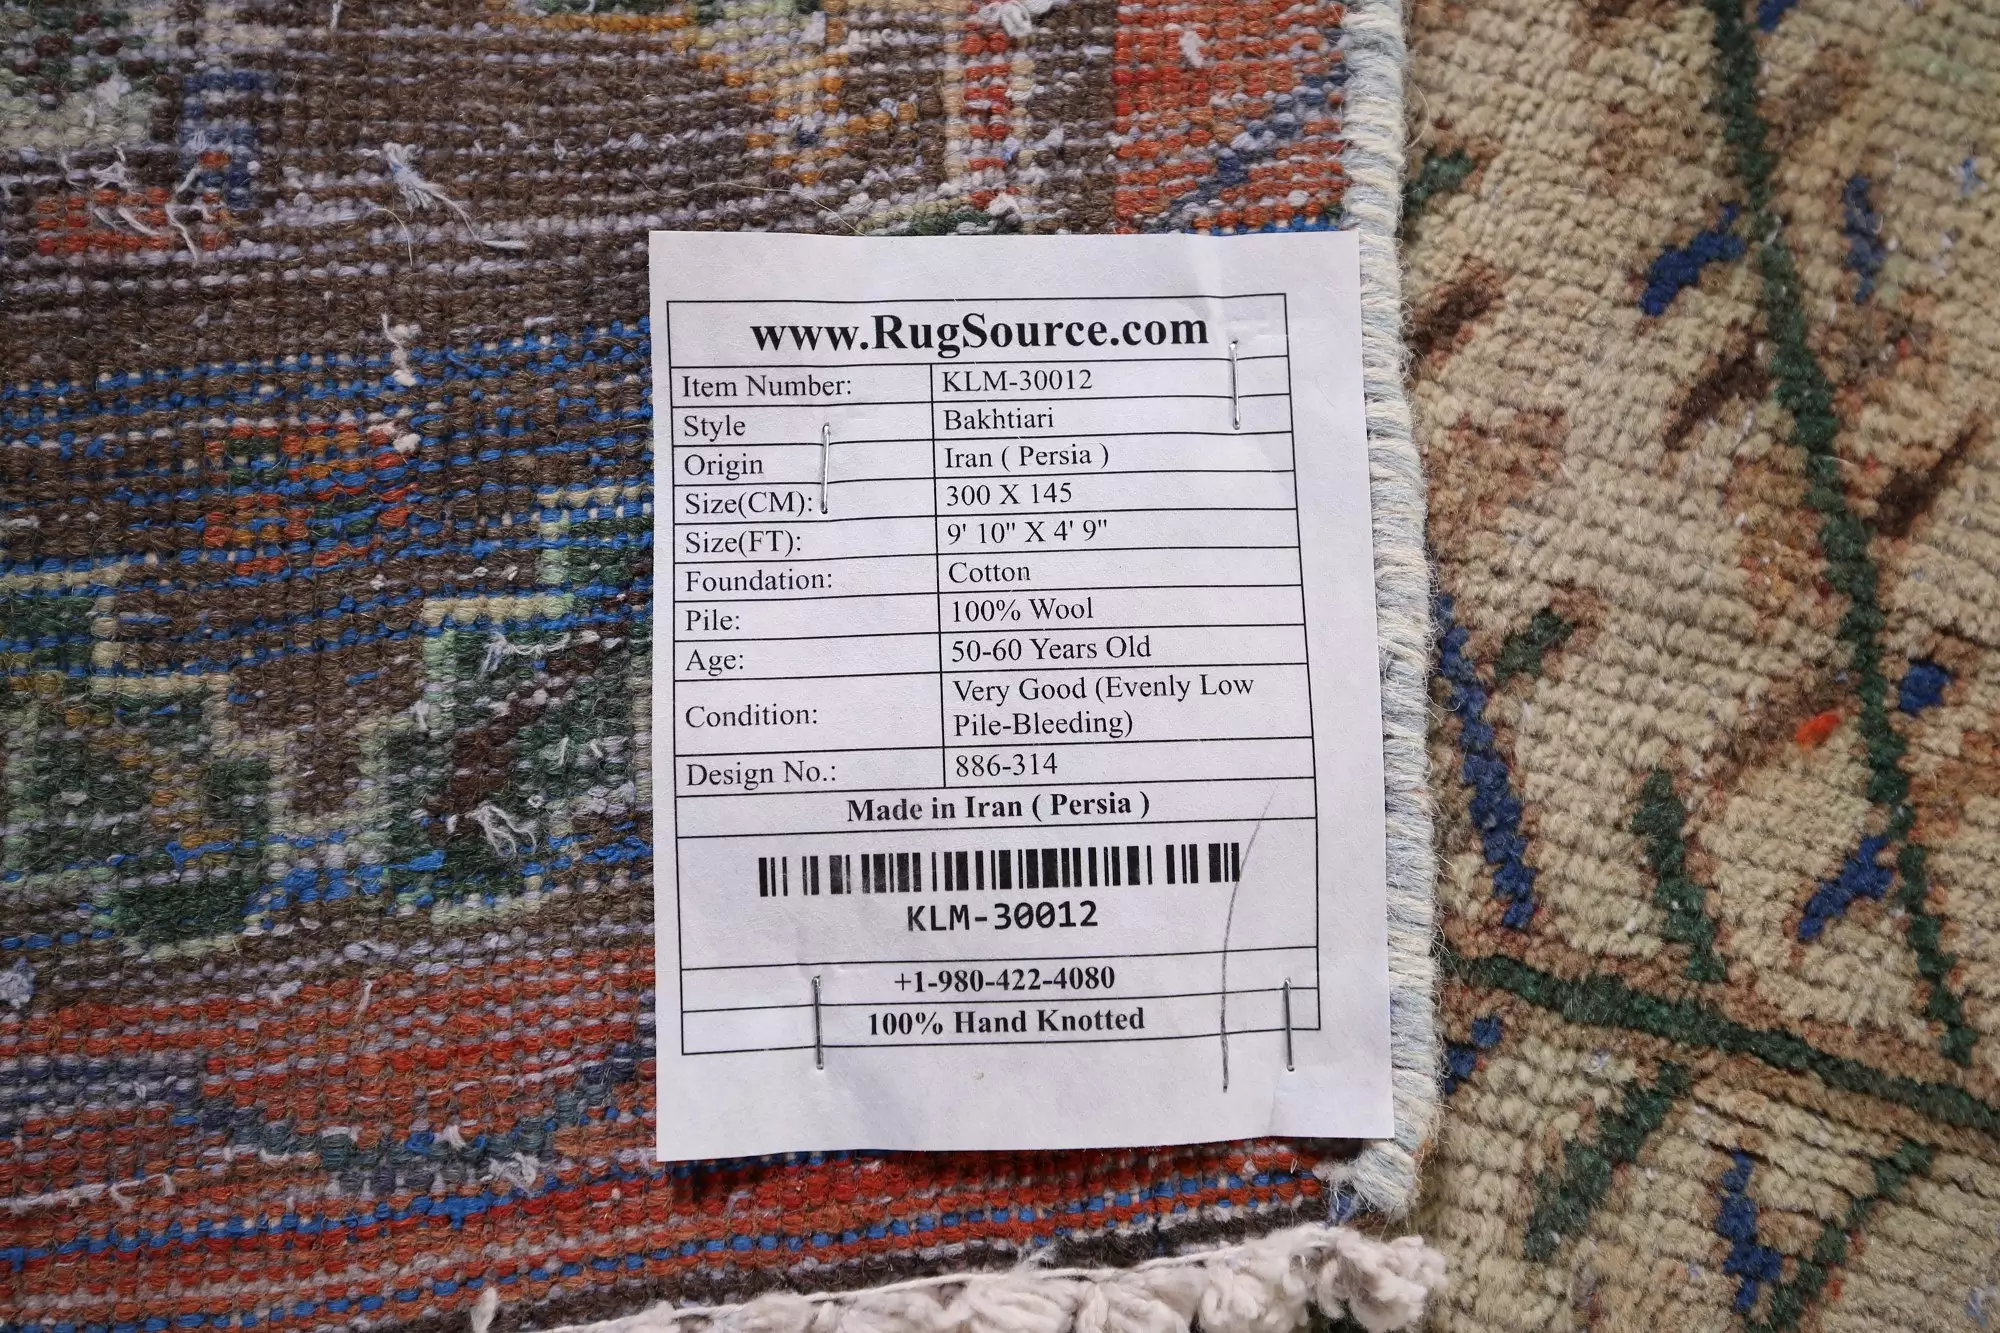 www.RugSource.com
Item Number: KLM-30012
Style Bakhtiari
Origin Iran ( Persia )
Size(CM): 300 X 145
Size(FT): 9' 10" X 4' 9"
Foundation: Cotton
Pile: 100% Wool
Age: 50-60 Years Old
Condition: Very Good (Evenly Low
Pile-Bleeding)
Design No.: 886-314
Made in Iran ( Persia )
KLM-30012
+1-980-422-4080
100% Hand Knotted